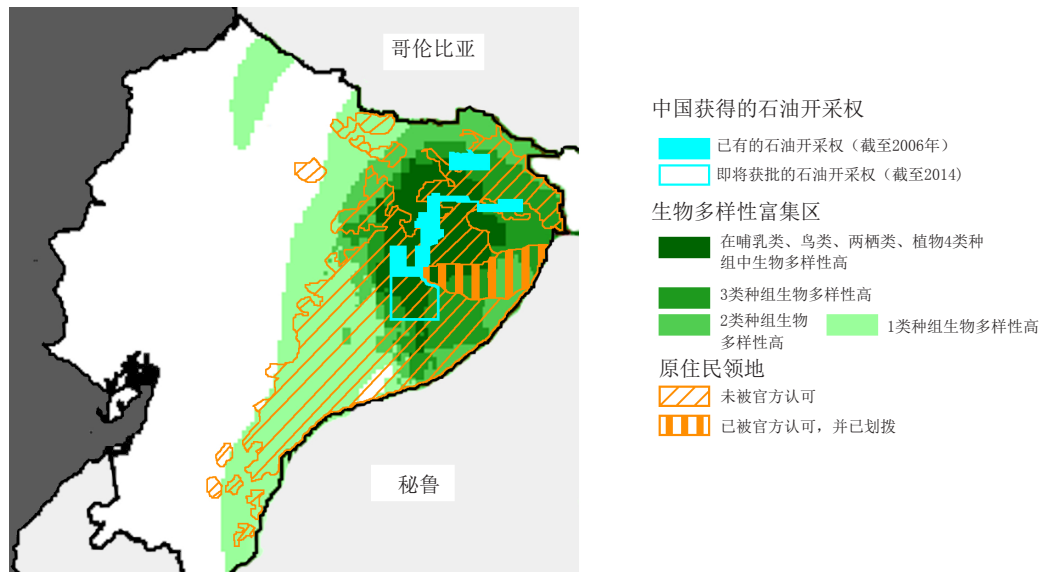 哥伦比亚
秘鲁
中国获得的石油开采权
已有的石油开采权（截至2006年）
即将获批的石油开采权（截至2014)
生物多样性富集区
在哺乳类、鸟类、两栖类、植物4类种
组中生物多样性高
3类种组生物多样性高
2类种组生物
多样性高
1类种组生物多样性高
原住民领地
未被官方认可
已被官方认可，并已划拨